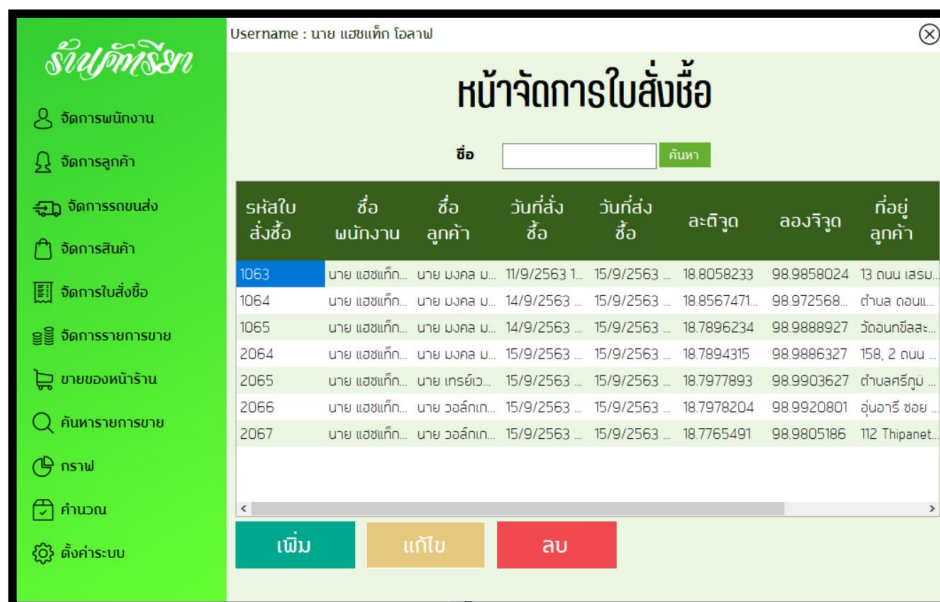 Username : นาย แฮชแท็ก โอลาฟ
ร้านภัทรียา
จัดการพนักงาน
จัดการลูกค้า
จัดการรถขนส่ง
จัดการสินค้า
จัดการใบสั่งซื้อ
จัดการรายการขาย
ขายของหน้าร้าน
ค้นหารายการขาย
กราฟ
คำนวณ
ตั้งค่าระบบ
หน้าจัดการใบสั่งซื้อ
ชื่อ ค้นหา
รหัสใบสั่งซื้อ ชื่อพนักงาน ชื่อลูกค้า วันที่สั่งซื้อ วันที่ส่งซื้อ ละติจูด ลองจิจูด ที่อยู่ลูกค้า
1063 นาย แฮชแท็ก... นาย มงคล ม... 11/9/2563 1... 15/9/2563 ... 18.8058233 98.9858024 13 ถนน เสรม...
1064 นาย แฮชแท็ก... นาย มงคล ม... 14/9/2563 ... 15/9/2563 ... 18.8567471... 98.972568... ตำบล ดอนแ...
1065 นาย แฮชแท็ก... นาย มงคล ม... 14/9/2563 ... 15/9/2563 ... 18.7896234 98.9888927 วัดอินทขีลสะ...
2064 นาย แฮชแท็ก... นาย มงคล ม... 15/9/2563 ... 15/9/2563 ... 18.7894315 98.9886327 158, 2 ถนน ...
2065 นาย แฮชแท็ก... นาย เทรย์เว... 15/9/2563 ... 15/9/2563 ... 18.7977893 98.9903627 ตำบลศรีภูมิ ...
2066 นาย แฮชแท็ก... นาย วอล์กเก... 15/9/2563 ... 15/9/2563 ... 18.7978204 98.9920801 อุ่นอารี ซอย ...
2067 นาย แฮชแท็ก... นาย วอล์กเก... 15/9/2563 ... 15/9/2563 ... 18.7765491 98.9805186 112 Thipanet...
เพิ่ม แก้ไข ลบ